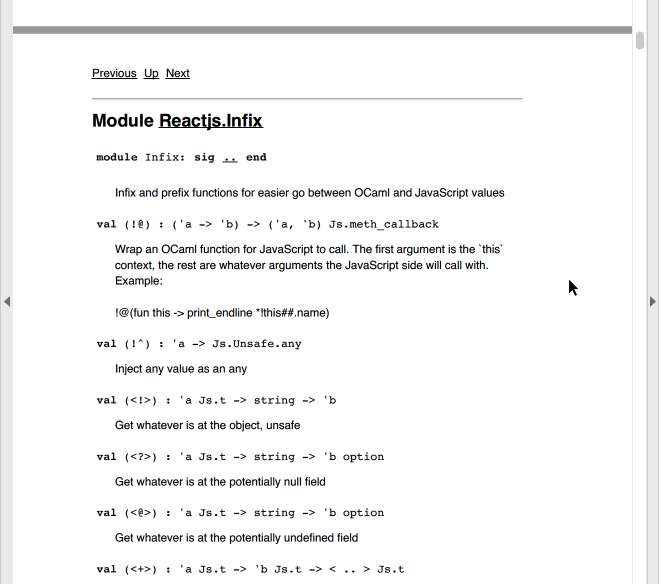 Previous Up Next
Module Reactjs.Infix
module Infix: sig .. end
Infix and prefix functions for easier go between OCaml and JavaScript values
val (!@) : ('a -> 'b) -> ('a, 'b) Js.meth_callback
Wrap an OCaml function for JavaScript to call. The first argument is the `this`
context, the rest are whatever arguments the JavaScript side will call with.
Example:
!@(fun this -> print_endline *!this##.name)
val (!^) : 'a -> Js.Unsafe.any
Inject any value as an any
val (<!>) : 'a Js.t -> string -> 'b
Get whatever is at the object, unsafe
val (<?>) : 'a Js.t -> string -> 'b option
Get whatever is at the potentially null field
val (<@>) : 'a Js.t -> string -> 'b option
Get whatever is at the potentially undefined field
val (<+>) : 'a Js.t -> 'b Js.t -> < .. > Js.t